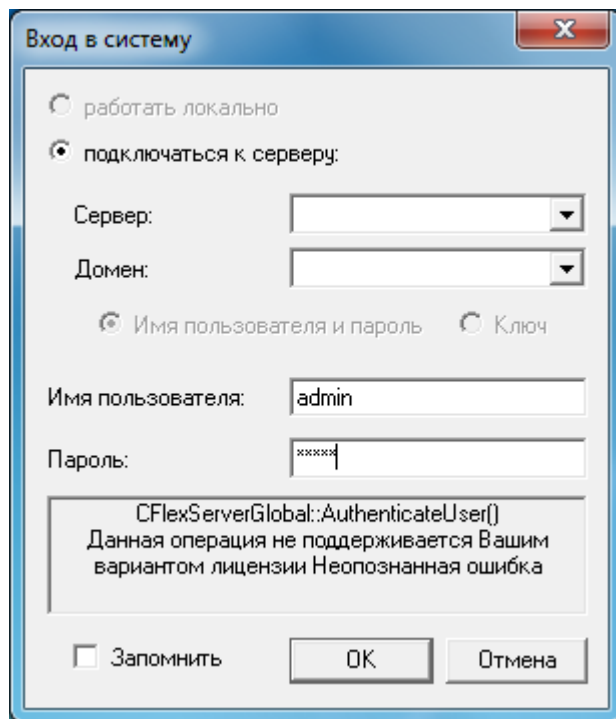 Вход в систему
работать локально
подключаться к серверу:
Сервер:
Домен:
Имя пользователя и пароль Ключ
Имя пользователя: admin
Пароль: *****
CFlexServerGlobal::AuthenticateUser()
Данная операция не поддерживается Вашим
вариантом лицензии Неопознанная ошибка
Запомнить OK Отмена